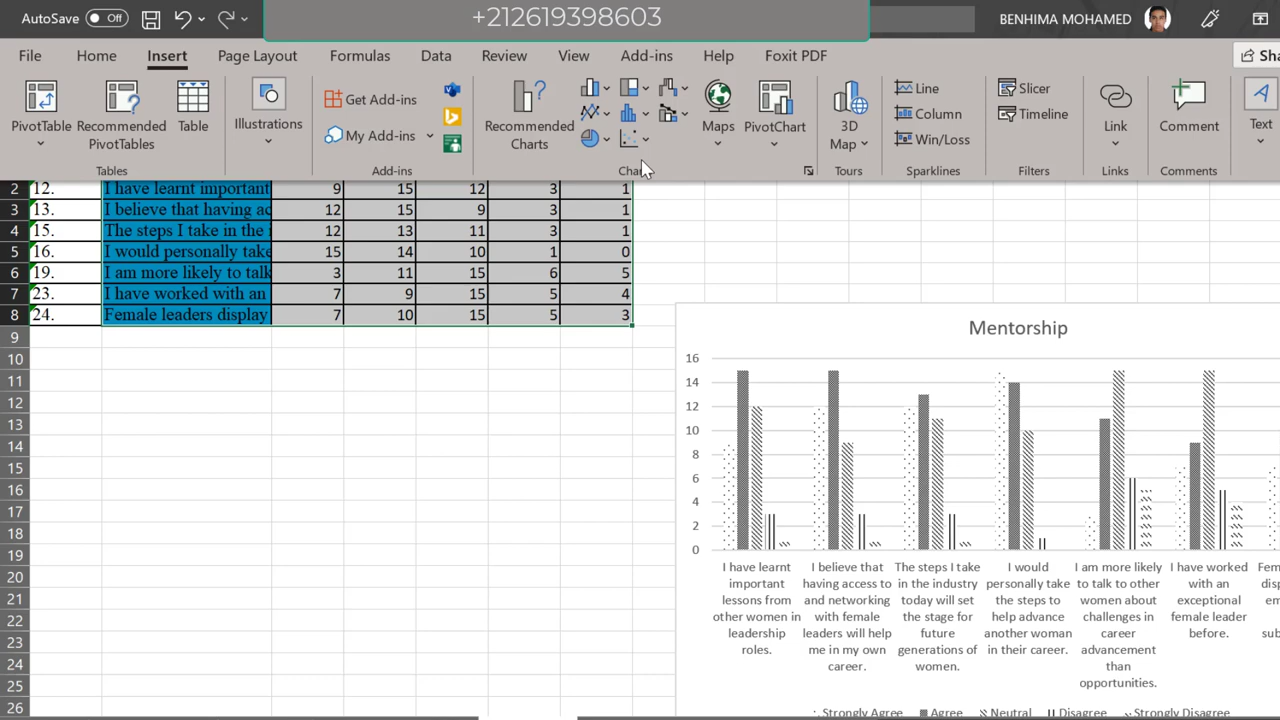 +212619398603
AutoSave Off
BENHIMA MOHAMED
File Home Insert Page Layout Formulas Data Review View Add-ins Help Foxit PDF
PivotTable
Recommended PivotTables
Table
Tables
Illustrations
Get Add-ins
My Add-ins
Add-ins
Recommended Charts
Maps
PivotChart
3D Map
Tours
Line
Column
Win/Loss
Sparklines
Slicer
Timeline
Filters
Link
Links
Comment
Comments
Text
2 12. I have learnt important 9 15 12 3 1
3 13. I believe that having ac 12 15 9 3 1
4 15. The steps I take in the i 12 13 11 3 1
5 16. I would personally take 15 14 10 1 0
6 19. I am more likely to talk 3 11 15 6 5
7 23. I have worked with an 7 9 15 5 4
8 24. Female leaders display 7 10 15 5 3
9
10
11
12
13
14
15
16
17
18
19
20
21
22
23
24
25
26
Mentorship
16
14
12
10
8
6
4
2
0
I have learnt
important
lessons from
other women in
leadership
roles.
I believe that
having access to
and networking
with female
leaders will help
me in my own
career.
The steps I take
in the industry
today will set
the stage for
future
generations of
women.
I would
personally take
the steps to
help advance
another woman
in their career.
I am more likely
to talk to other
women about
challenges in
career
advancement
than
opportunities.
I have worked
with an
exceptional
female leader
before.
Strongly Agree Agree Neutral Disagree Strongly Disagree